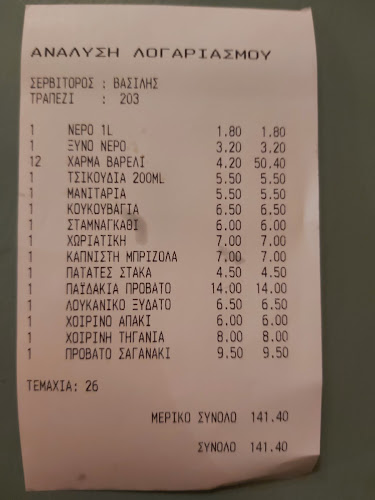 ΑΝΑΛΥΣΗ ΛΟΓΑΡΙΑΣΜΟΥ
ΣΕΡΒΙΤΟΡΟΣ : ΒΑΣΙΛΗΣ
ΤΡΑΠΕΖΙ : 203
1 ΝΕΡΟ 1L 1.80 1.80
1 ΞΥΝΟ ΝΕΡΟ 3.20 3.20
12 ΧΑΡΜΑ ΒΑΡΕΛΙ 4.20 50.40
1 ΤΣΙΚΟΥΔΙΑ 200ML 5.50 5.50
1 ΜΑΝΙΤΑΡΙΑ 5.50 5.50
1 ΚΟΥΚΟΥΒΑΓΙΑ 6.50 6.50
1 ΣΤΑΜΝΑΓΚΑΘΙ 6.00 6.00
1 ΧΩΡΙΑΤΙΚΗ 7.00 7.00
1 ΚΑΠΝΙΣΤΗ ΜΠΡΙΖΟΛΑ 7.00 7.00
1 ΠΑΤΑΤΕΣ ΣΤΑΚΑ 4.50 4.50
1 ΠΑΪΔΑΚΙΑ ΠΡΟΒΑΤΟ 14.00 14.00
1 ΛΟΥΚΑΝΙΚΟ ΞΥΔΑΤΟ 6.50 6.50
1 ΧΟΙΡΙΝΟ ΑΠΑΚΙ 6.00 6.00
1 ΧΟΙΡΙΝΗ ΤΗΓΑΝΙΑ 8.00 8.00
1 ΠΡΟΒΑΤΟ ΣΑΓΑΝΑΚΙ 9.50 9.50
ΤΕΜΑΧΙΑ: 26
ΜΕΡΙΚΟ ΣΥΝΟΛΟ 141.40
ΣΥΝΟΛΟ 141.40